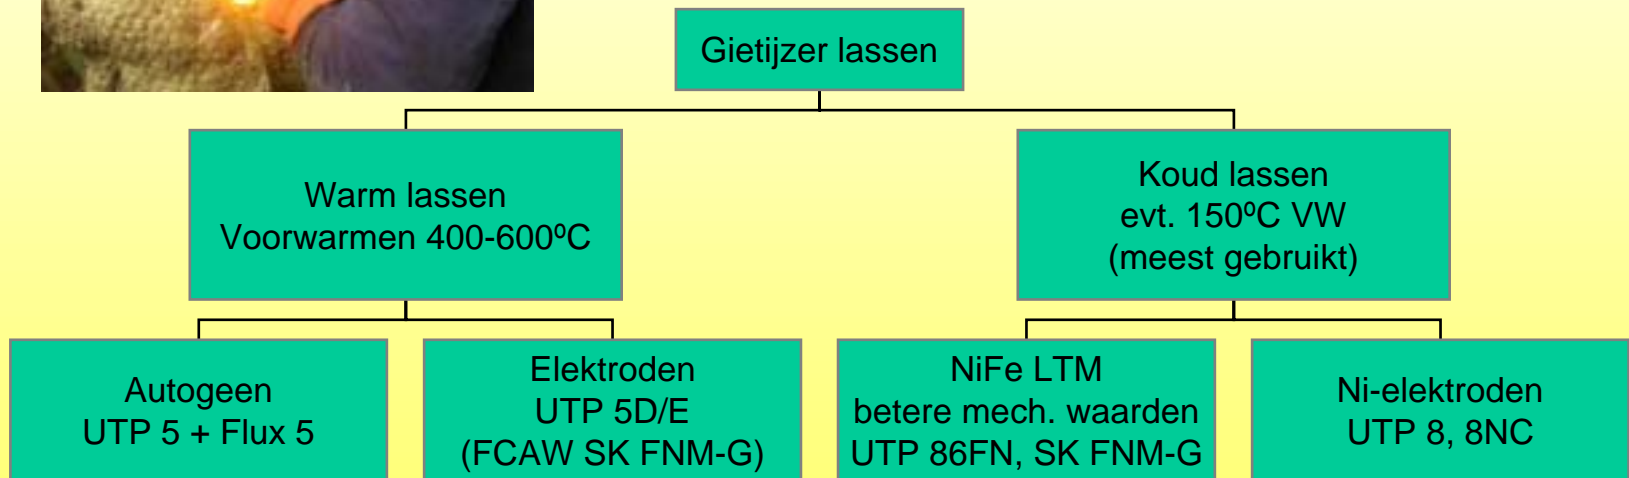 Gietijzer lassen
Warm lassen
Voorwarmen 400-600ºC
Koud lassen
evt. 150ºC VW
(meest gebruikt)
Autogeen
UTP 5 + Flux 5
Elektroden
UTP 5D/E
(FCAW SK FNM-G)
NiFe LTM
betere mech. waarden
UTP 86FN, SK FNM-G
Ni-elektroden
UTP 8, 8NC